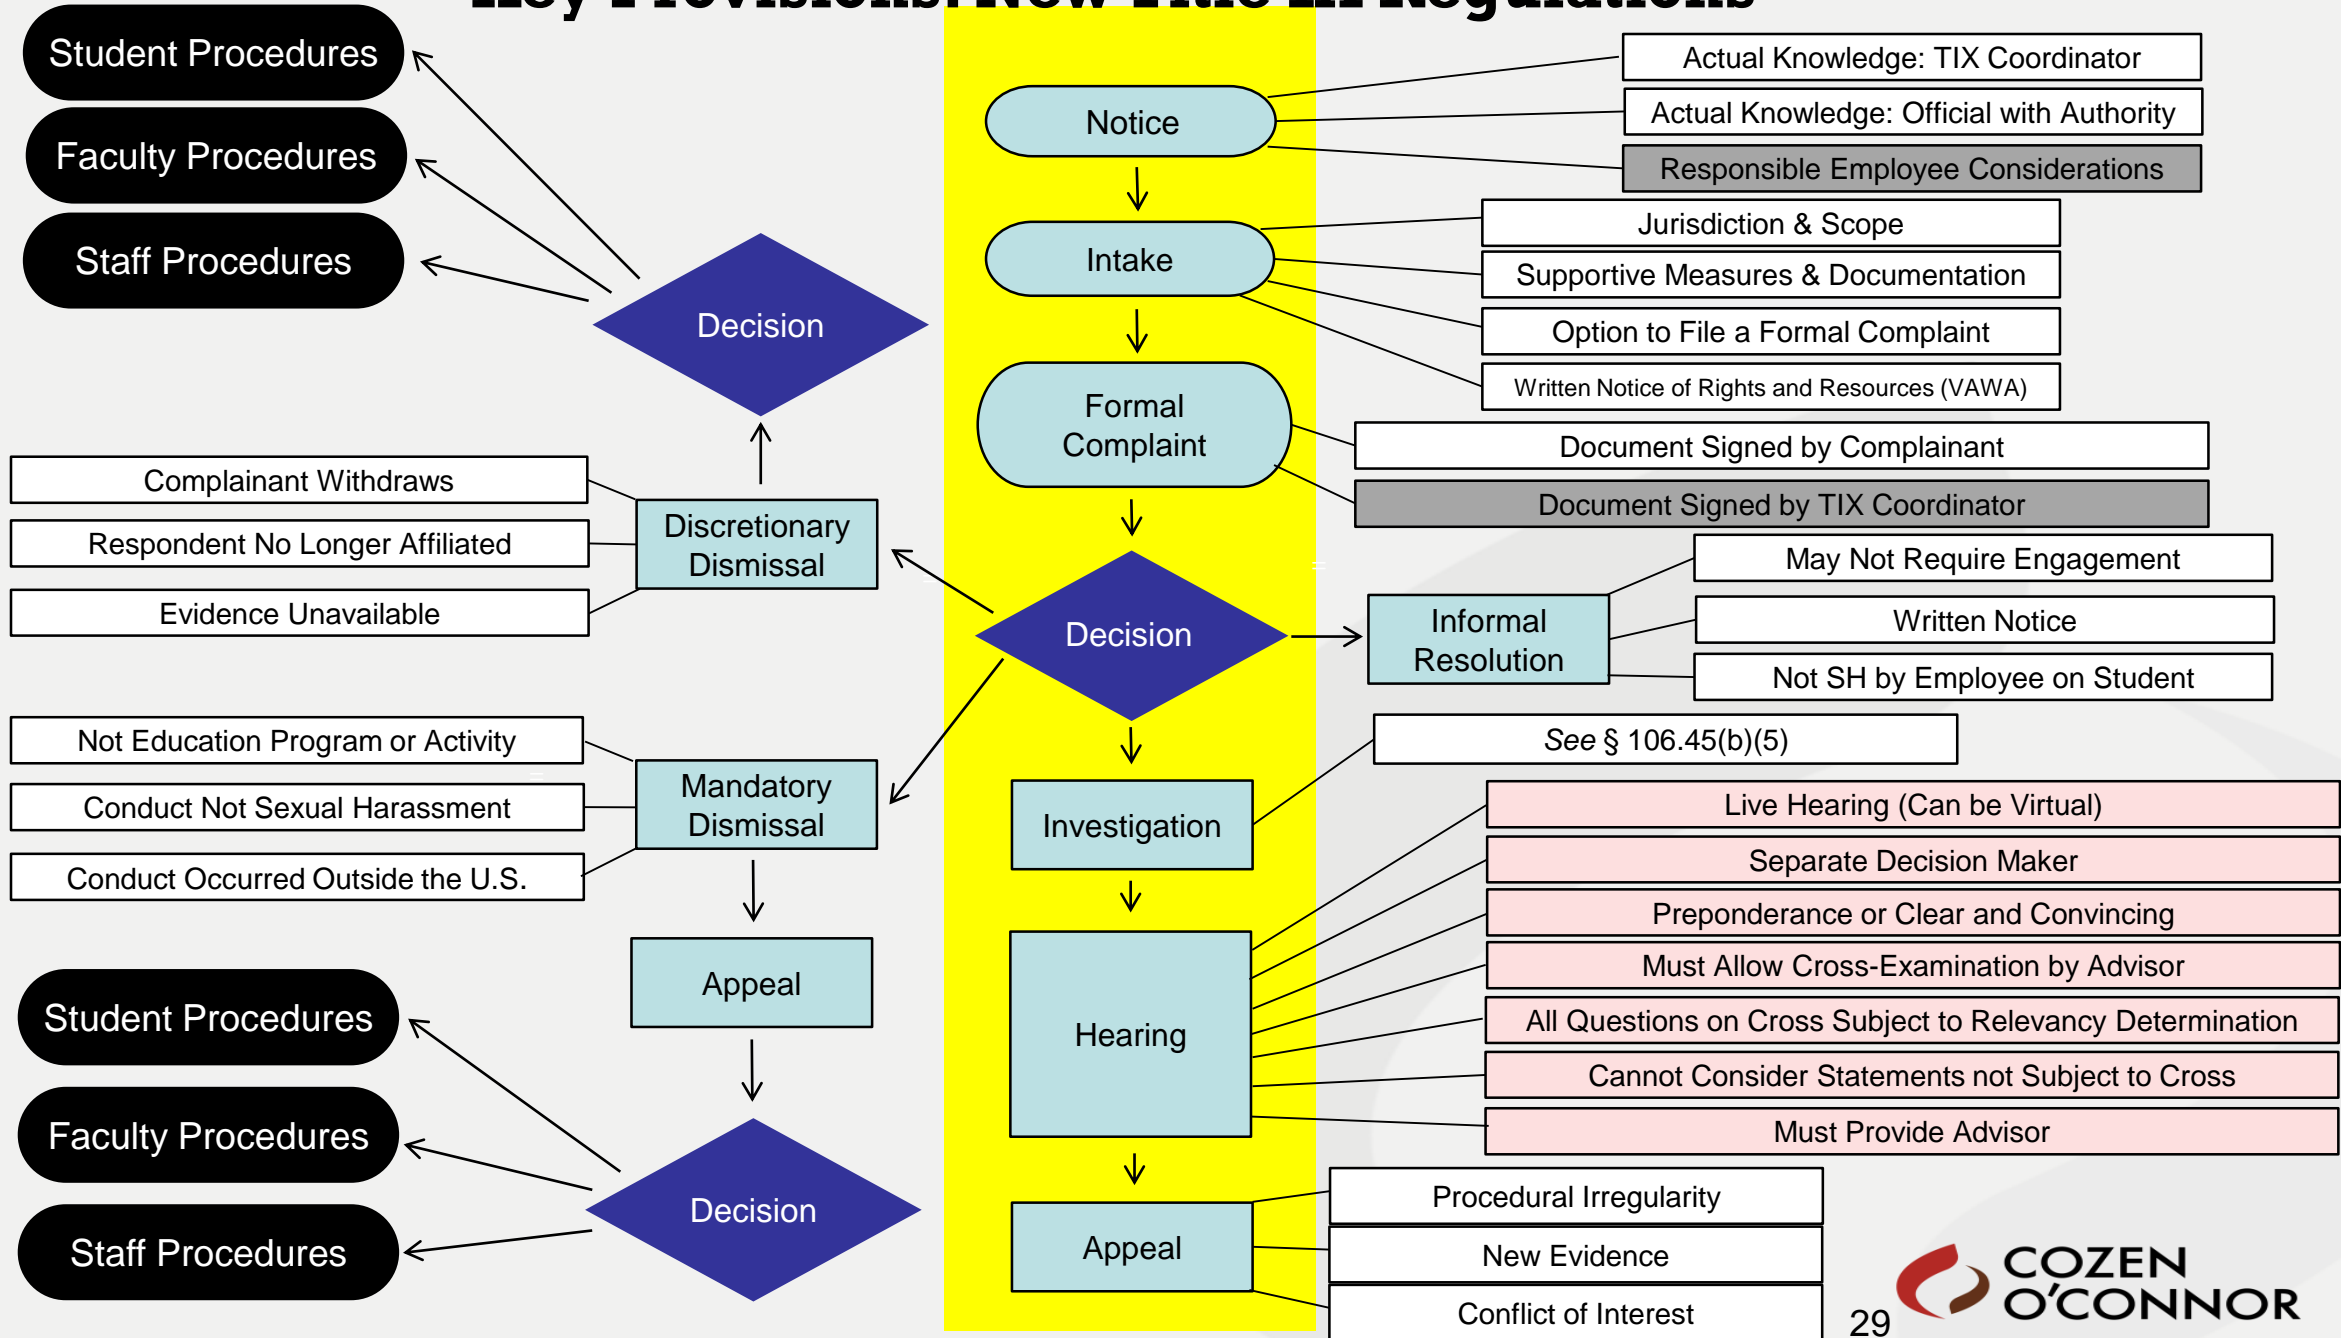 Key Provisions: New Title IX Regulations
Student Procedures
Faculty Procedures
Staff Procedures
Decision
Complainant Withdraws
Respondent No Longer Affiliated
Evidence Unavailable
Discretionary
Dismissal
Not Education Program or Activity
Conduct Not Sexual Harassment
Conduct Occurred Outside the U.S.
Mandatory
Dismissal
Appeal
Student Procedures
Faculty Procedures
Staff Procedures
Decision
Notice
Intake
Formal
Complaint
Decision
Investigation
Hearing
Appeal
Actual Knowledge: TIX Coordinator
Actual Knowledge: Official with Authority
Responsible Employee Considerations
Jurisdiction & Scope
Supportive Measures & Documentation
Option to File a Formal Complaint
Written Notice of Rights and Resources (VAWA)
Document Signed by Complainant
Document Signed by TIX Coordinator
Informal
Resolution
May Not Require Engagement
Written Notice
Not SH by Employee on Student
See § 106.45(b)(5)
Live Hearing (Can be Virtual)
Separate Decision Maker
Preponderance or Clear and Convincing
Must Allow Cross-Examination by Advisor
All Questions on Cross Subject to Relevancy Determination
Cannot Consider Statements not Subject to Cross
Must Provide Advisor
Procedural Irregularity
New Evidence
Conflict of Interest
29
COZEN
O'CONNOR